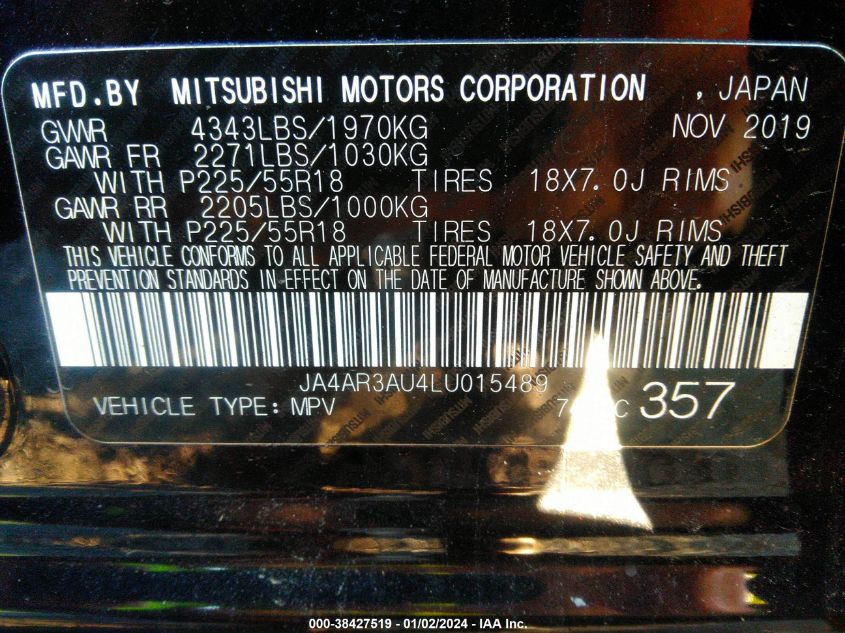 MFD.BY MITSUBISHI MOTORS CORPORATION , JAPAN
GVWR 4343LBS/1970KG NOV 2019
GAWR FR 2271LBS/1030KG
WITH P225/55R18 TIRES 18X7.0J RIMS
GAWR RR 2205LBS/1000KG
WITH P225/55R18 TIRES 18X7.0J RIMS
THIS VEHICLE CONFORMS TO ALL APPLICABLE FEDERAL MOTOR VEHICLE SAFETY AND THEFT
PREVENTION STANDARDS IN EFFECT ON THE DATE OF MANUFACTURE SHOWN ABOVE.
JA4AR3AU4LU015489
VEHICLE TYPE: MPV 357
000-38427519 - 01/02/2024 - IAA Inc.